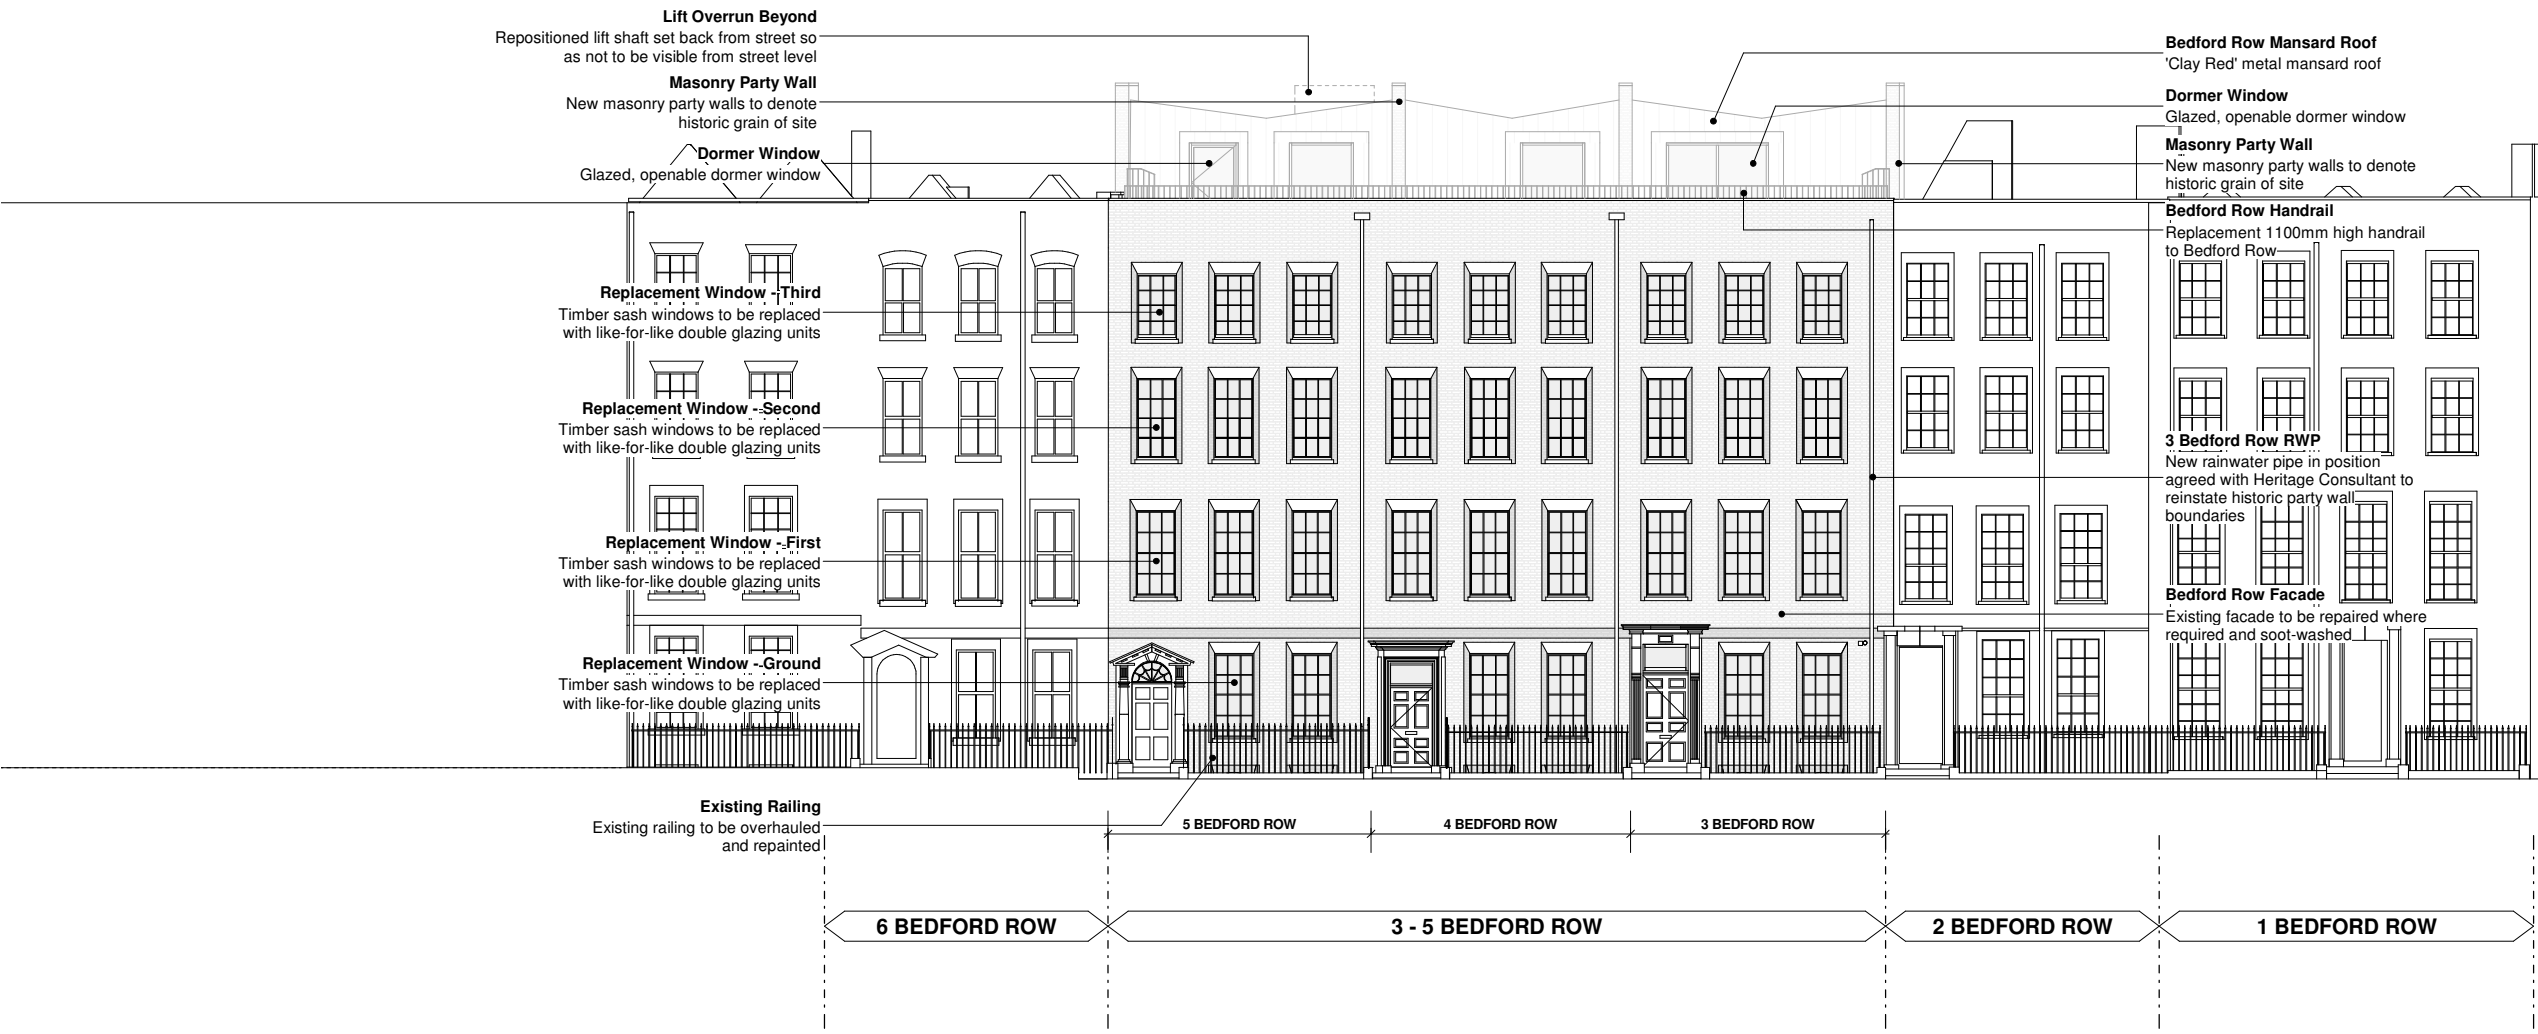 Lift Overrun Beyond
Repositioned lift shaft set back from street so
as not to be visible from street level
Masonry Party Wall
New masonry party walls to denote
historic grain of site
Dormer Window
Glazed, openable dormer window
Replacement Window - Third
Timber sash windows to be replaced
with like-for-like double glazing units
Replacement Window - Second
Timber sash windows to be replaced
with like-for-like double glazing units
Replacement Window - First
Timber sash windows to be replaced
with like-for-like double glazing units
Replacement Window - Ground
Timber sash windows to be replaced
with like-for-like double glazing units
Existing Railing
Existing railing to be overhauled
and repainted
Bedford Row Mansard Roof
'Clay Red' metal mansard roof
Dormer Window
Glazed, openable dormer window
Masonry Party Wall
New masonry party walls to denote
historic grain of site
Bedford Row Handrail
Replacement 1100mm high handrail
to Bedford Row
3 Bedford Row RWP
New rainwater pipe in position
agreed with Heritage Consultant to
reinstate historic party wall
boundaries
Bedford Row Facade
Existing facade to be repaired where
required and soot-washed
5 BEDFORD ROW
4 BEDFORD ROW
3 BEDFORD ROW
6 BEDFORD ROW
3 - 5 BEDFORD ROW
2 BEDFORD ROW
1 BEDFORD ROW